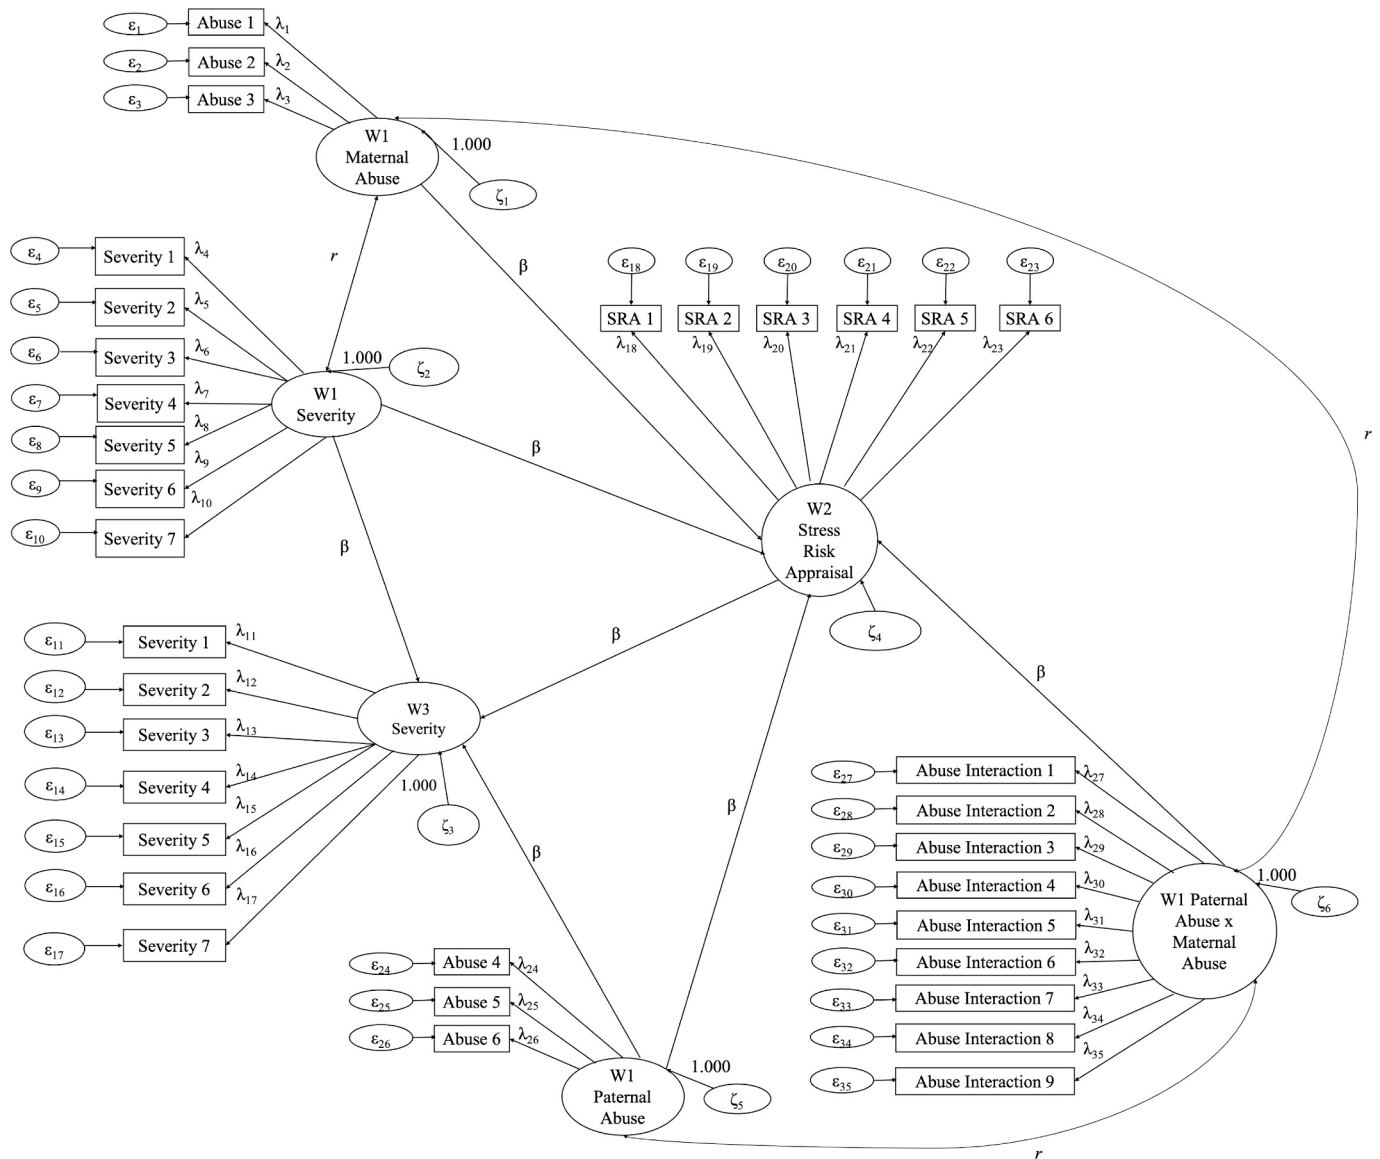 ε1
Abuse 1
λ1
ε2
Abuse 2
λ2
ε3
Abuse 3
λ3
W1
Maternal
Abuse
1.000
ζ1
r
β
ε4
Severity 1
λ4
ε5
Severity 2
λ5
ε6
Severity 3
λ6
ε7
Severity 4
λ7
ε8
Severity 5
λ8
ε9
Severity 6
λ9
ε10
Severity 7
λ10
1.000
ζ2
W1
Severity
β
β
ε18
ε19
ε20
ε21
ε22
ε23
SRA 1
SRA 2
SRA 3
SRA 4
SRA 5
SRA 6
λ18
λ19
λ20
λ21
λ22
λ23
r
W2
Stress
Risk
Appraisal
ζ4
β
β
ε11
Severity 1
λ11
ε12
Severity 2
λ12
ε13
Severity 3
λ13
ε14
Severity 4
λ14
ε15
Severity 5
λ15
ε16
Severity 6
λ16
ε17
Severity 7
λ17
W3
Severity
1.000
ζ3
β
β
ε27
Abuse Interaction 1
λ27
ε28
Abuse Interaction 2
λ28
ε29
Abuse Interaction 3
λ29
ε30
Abuse Interaction 4
λ30
ε31
Abuse Interaction 5
λ31
ε32
Abuse Interaction 6
λ32
ε33
Abuse Interaction 7
λ33
ε34
Abuse Interaction 8
λ34
ε35
Abuse Interaction 9
λ35
W1 Paternal
Abuse x
Maternal
Abuse
1.000
ζ6
ε24
Abuse 4
λ24
ε25
Abuse 5
λ25
ε26
Abuse 6
λ26
W1
Paternal
Abuse
1.000
ζ5
r